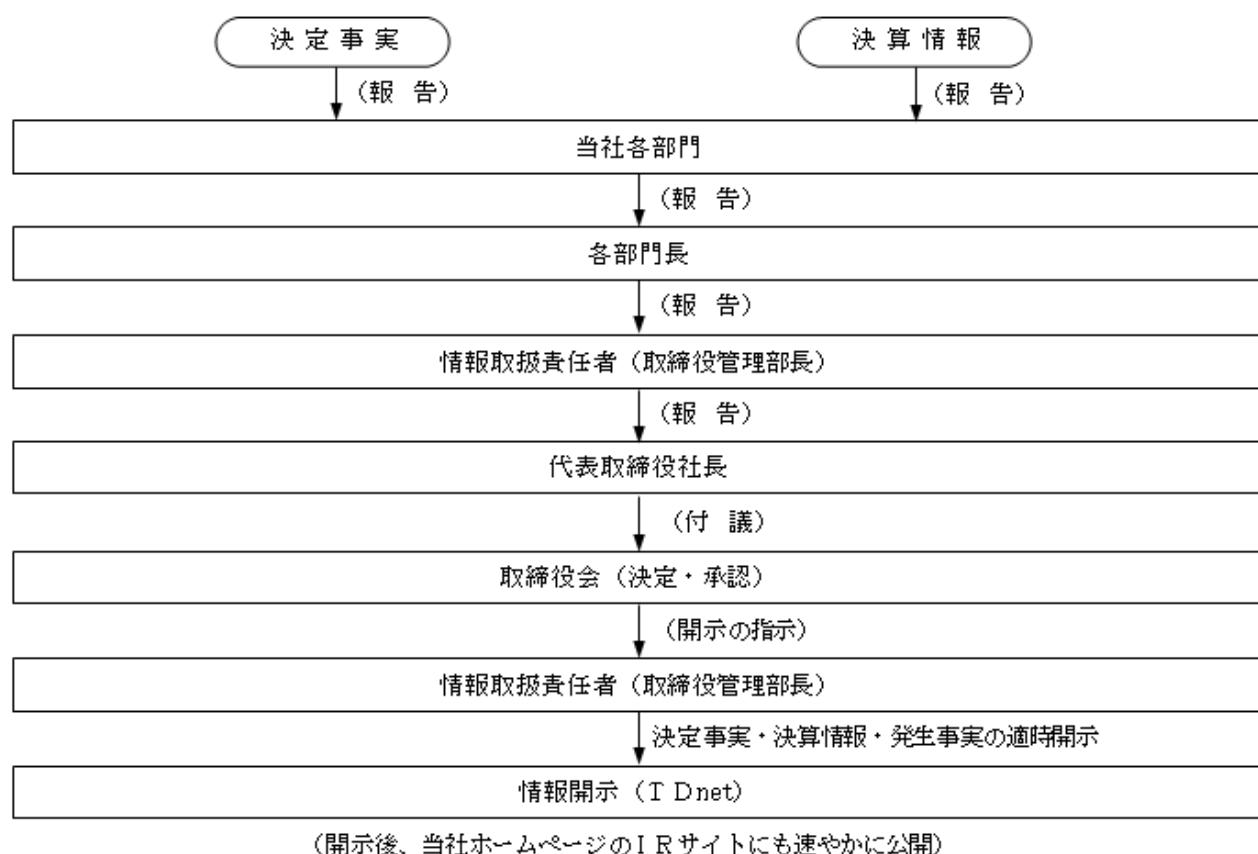 決定事実 決算情報
(報 告) (報 告)
当社各部門
(報 告)
各部門長
(報 告)
情報取扱責任者(取締役管理部長)
(報 告)
代表取締役社長
(付 議)
取締役会(決定・承認)
(開示の指示)
情報取扱責任者(取締役管理部長)
決定事実・決算情報・発生事実の適時開示
情報開示(TDnet)
(開示後、当社ホームページのIRサイトにも速やかに公開)